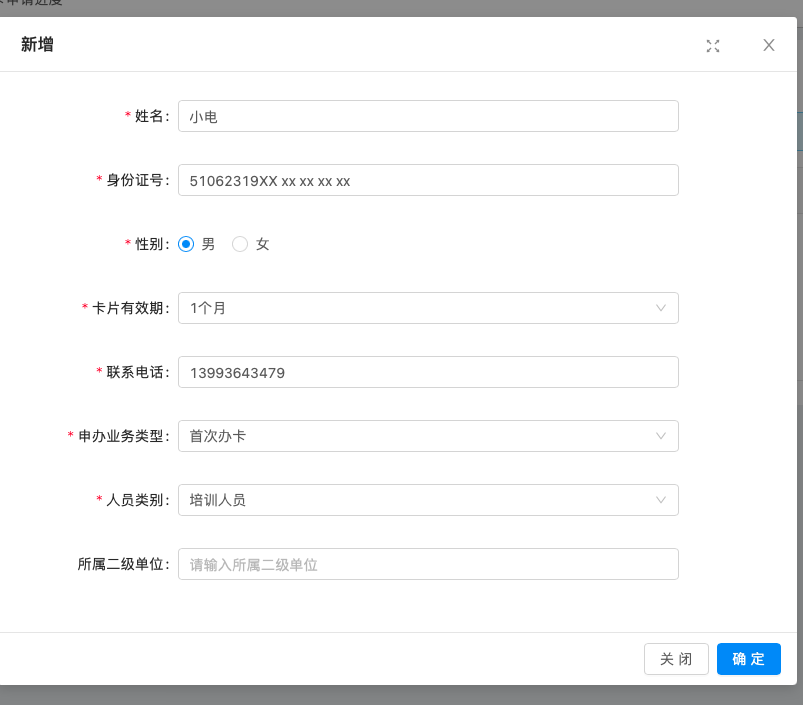 新增
* 姓名: 小电
* 身份证号: 51062319XX xx xx xx xx
* 性别: 男 女
* 卡片有效期: 1个月
* 联系电话: 13993643479
* 申办业务类型: 首次办卡
* 人员类别: 培训人员
所属二级单位: 请输入所属二级单位
关 闭 确 定